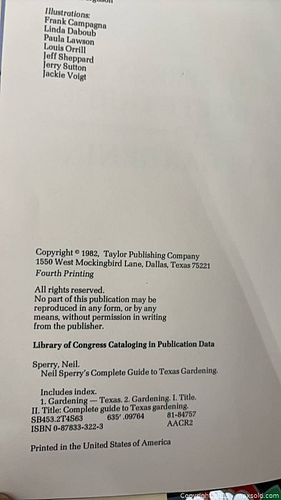 Illustrations:
Frank Campagna
Linda Daboub
Paula Lawson
Louis Orrill
Jeff Sheppard
Jerry Sutton
Jackie Voigt
Copyright © 1982, Taylor Publishing Company
1550 West Mockingbird Lane, Dallas, Texas 75221
Fourth Printing
All rights reserved.
No part of this publication may be
reproduced in any form, or by any
means, without permission in writing
from the publisher.
Library of Congress Cataloging in Publication Data
Sperry, Neil.
Neil Sperry's Complete Guide to Texas Gardening.
Includes index.
1. Gardening — Texas. 2. Gardening. I. Title.
II. Title: Complete guide to Texas gardening.
SB453.2T4S63 635'.09764 81-84757
ISBN 0-87833-322-3 AACR2
Printed in the United States of America